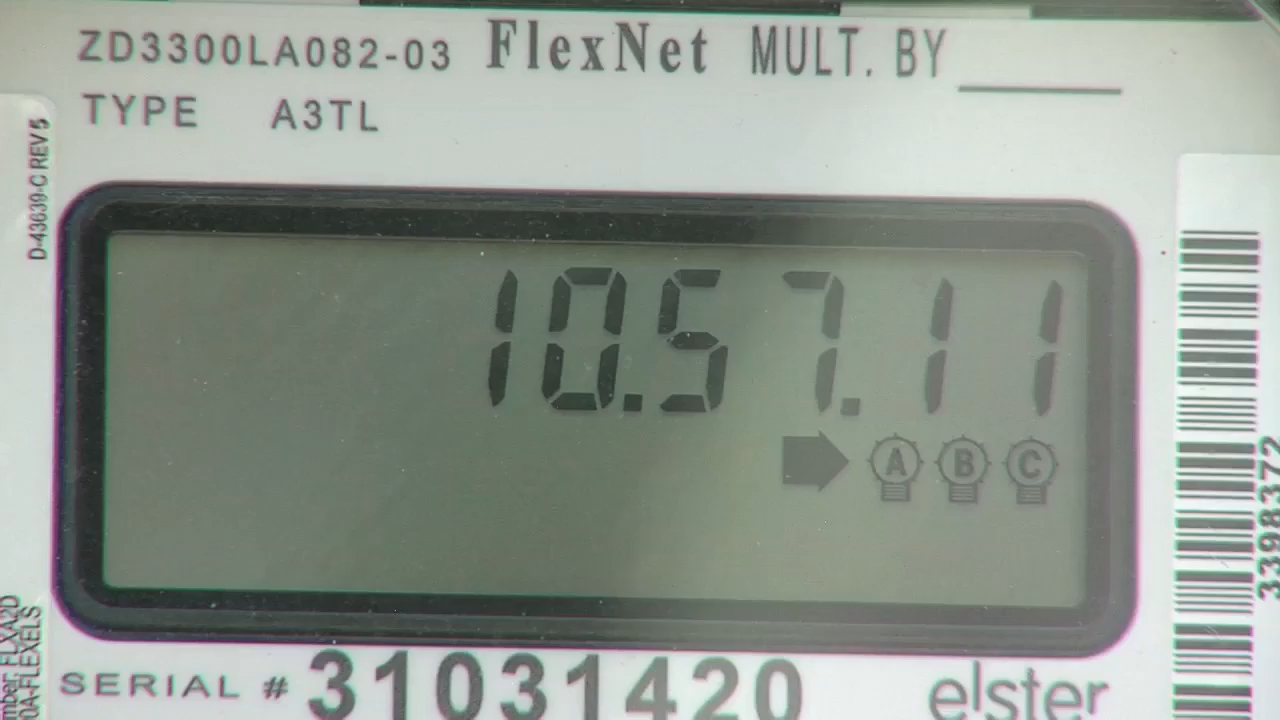 ZD3300LA082-03 FlexNet MULT. BY
TYPE A3TL
D-43639-C REV 5
10.57.11
A B C
3398372
SERIAL # 31031420 elster